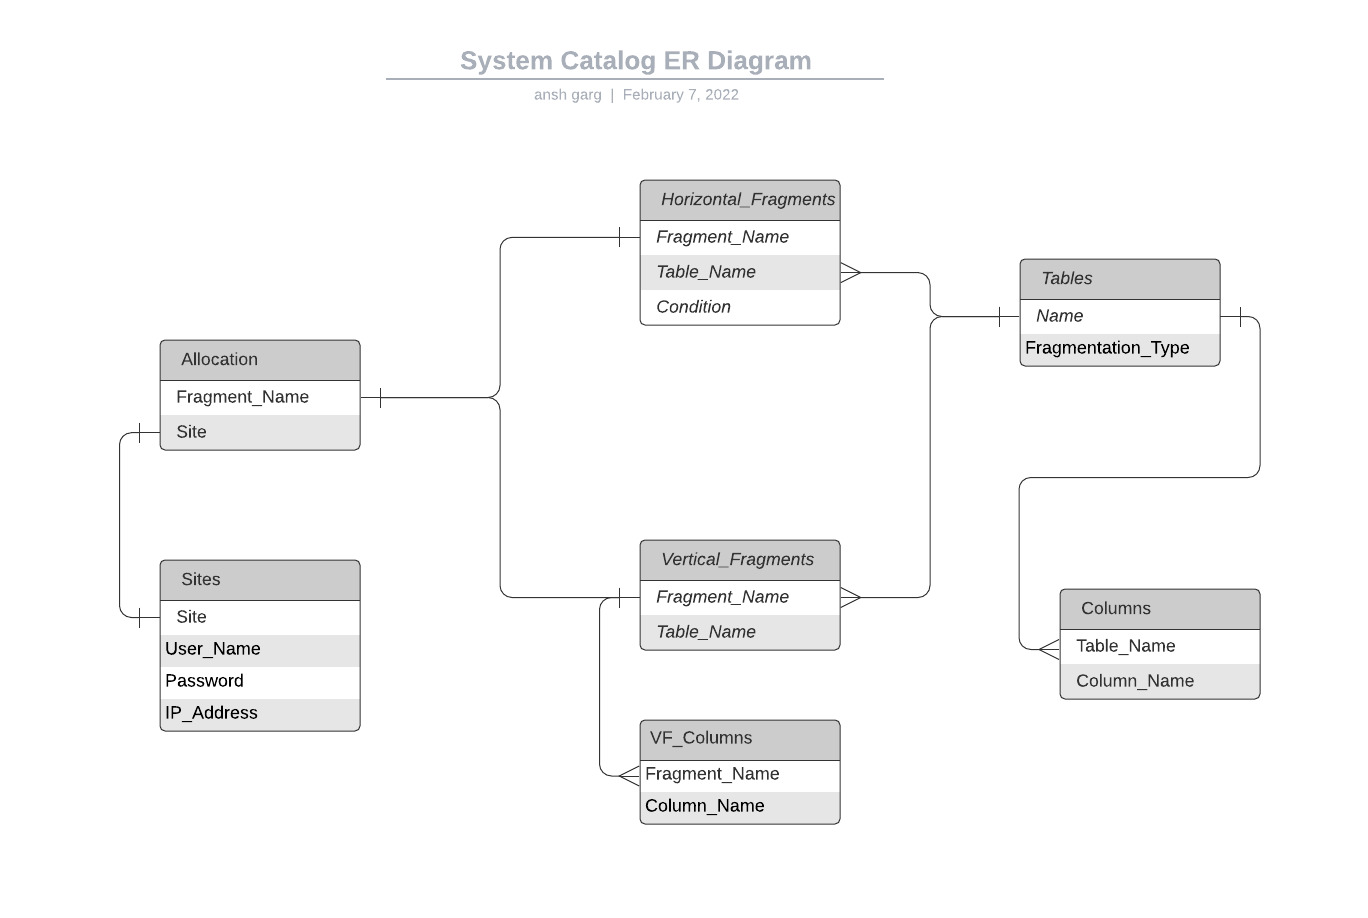 System Catalog ER Diagram
ansh garg | February 7, 2022
Horizontal_Fragments
Fragment_Name
Table_Name
Condition
Tables
Name
Fragmentation_Type
Allocation
Fragment_Name
Site
Sites
Site
User_Name
Password
IP_Address
Vertical_Fragments
Fragment_Name
Table_Name
VF_Columns
Fragment_Name
Column_Name
Columns
Table_Name
Column_Name